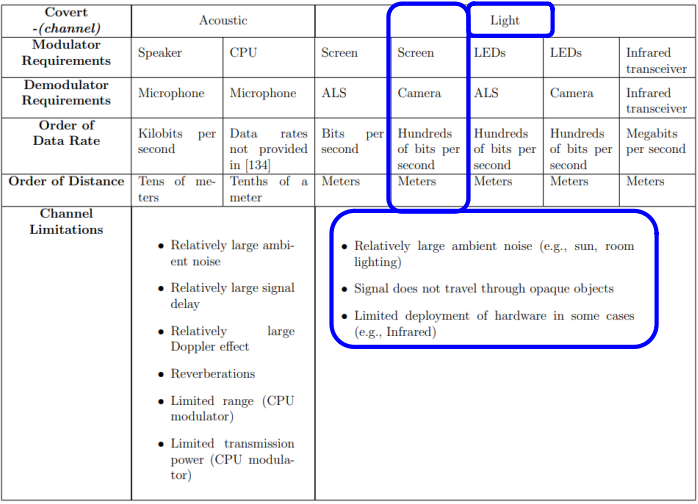 Covert
-(channel)
Acoustic
Light
Modulator
Requirements
Speaker
CPU
Screen
Screen
LEDs
LEDs
Infrared
transceiver
Demodulator
Requirements
Microphone
Microphone
ALS
Camera
ALS
Camera
Infrared
transceiver
Order of
Data Rate
Kilobits per
second
Data rates
not provided
in [134]
Bits per
second
Hundreds
of bits per
second
Hundreds
of bits per
second
Hundreds
of bits per
second
Megabits
per second
Order of Distance
Tens of me-
ters
Tenths of a
meter
Meters
Meters
Meters
Meters
Meters
Channel
Limitations
• Relatively large ambi-
ent noise
• Relatively large signal
delay
• Relatively large
Doppler effect
• Reverberations
• Limited range (CPU
modulator)
• Limited transmission
power (CPU modula-
tor)
• Relatively large ambient noise (e.g., sun, room
lighting)
• Signal does not travel through opaque objects
• Limited deployment of hardware in some cases
(e.g., Infrared)